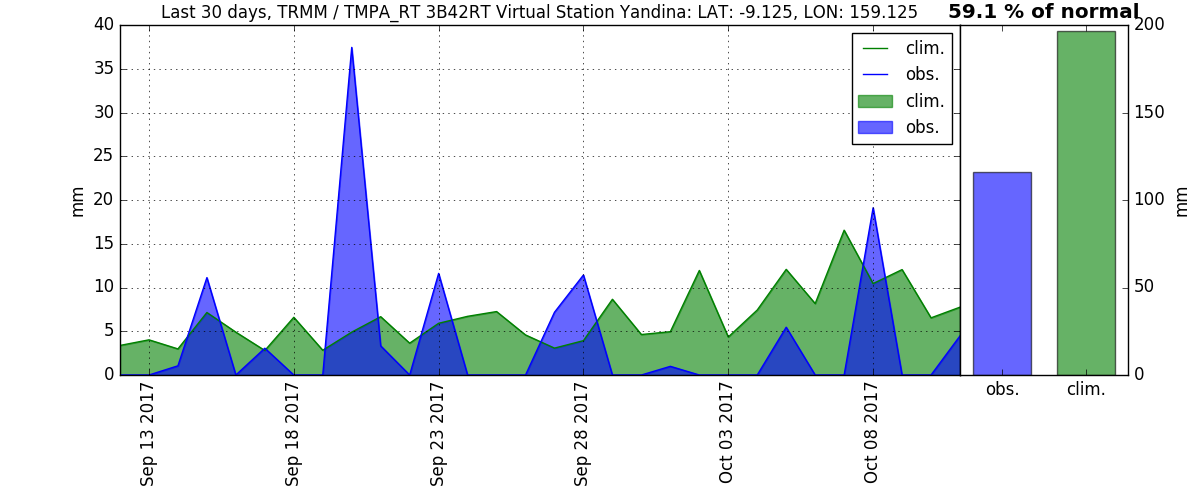 Last 30 days, TRMM / TMPA_RT 3B42RT Virtual Station Yandina: LAT: -9.125, LON: 159.125
59.1 % of normal
40
35
30
25
20
15
10
5
0
mm
clim.
obs.
clim.
obs.
200
150
100
50
0
mm
Sep 13 2017
Sep 18 2017
Sep 23 2017
Sep 28 2017
Oct 03 2017
Oct 08 2017
obs.
clim.